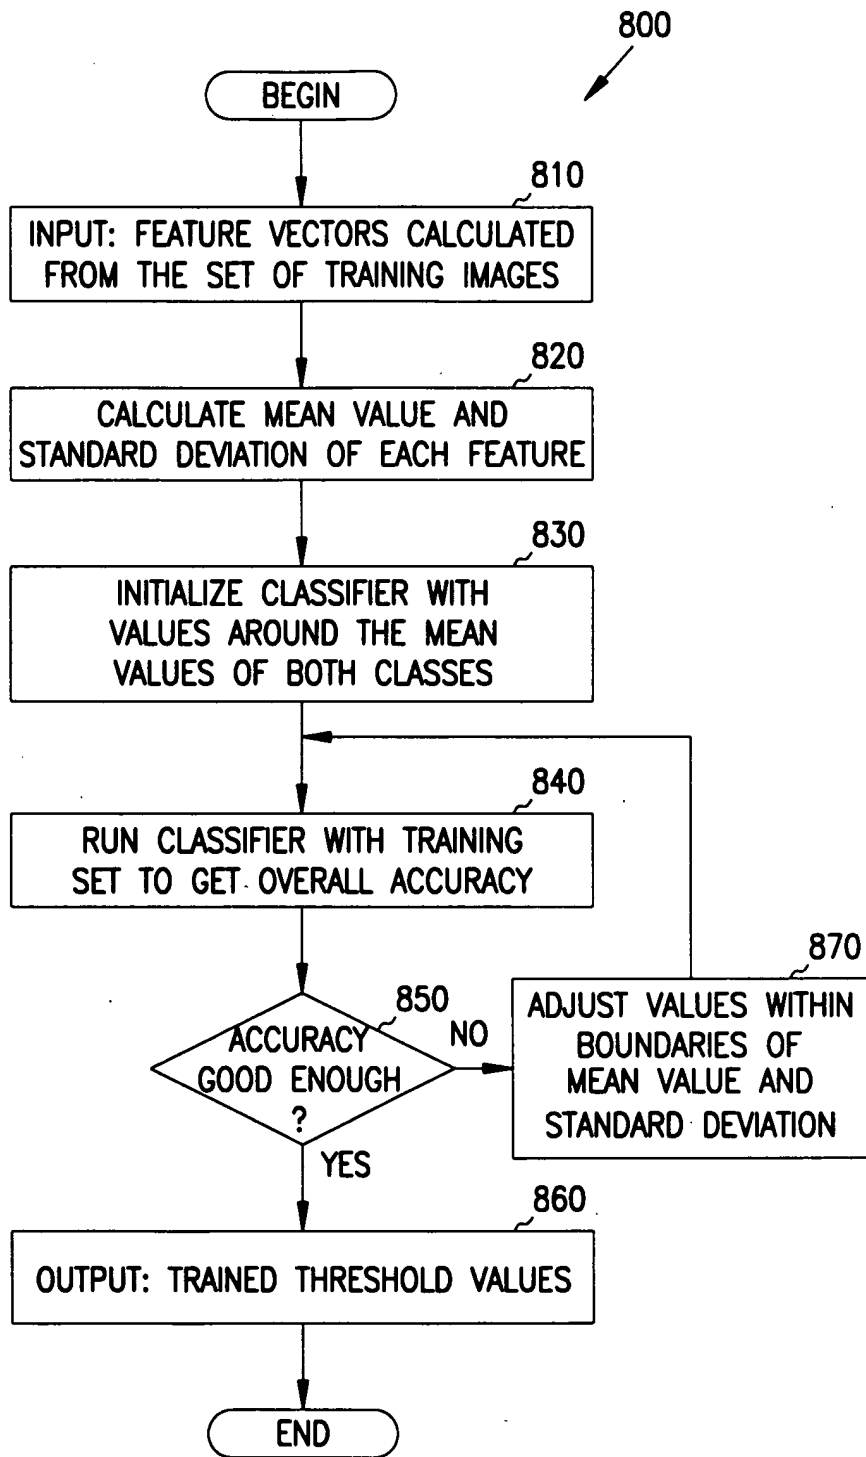 800
BEGIN
810
INPUT: FEATURE VECTORS CALCULATED
FROM THE SET OF TRAINING IMAGES
820
CALCULATE MEAN VALUE AND
STANDARD DEVIATION OF EACH FEATURE
830
INITIALIZE CLASSIFIER WITH
VALUES AROUND THE MEAN
VALUES OF BOTH CLASSES
840
RUN CLASSIFIER WITH TRAINING
SET TO GET OVERALL ACCURACY
850
ACCURACY
GOOD ENOUGH
?
NO
870
ADJUST VALUES WITHIN
BOUNDARIES OF
MEAN VALUE AND
STANDARD DEVIATION
YES
860
OUTPUT: TRAINED THRESHOLD VALUES
END